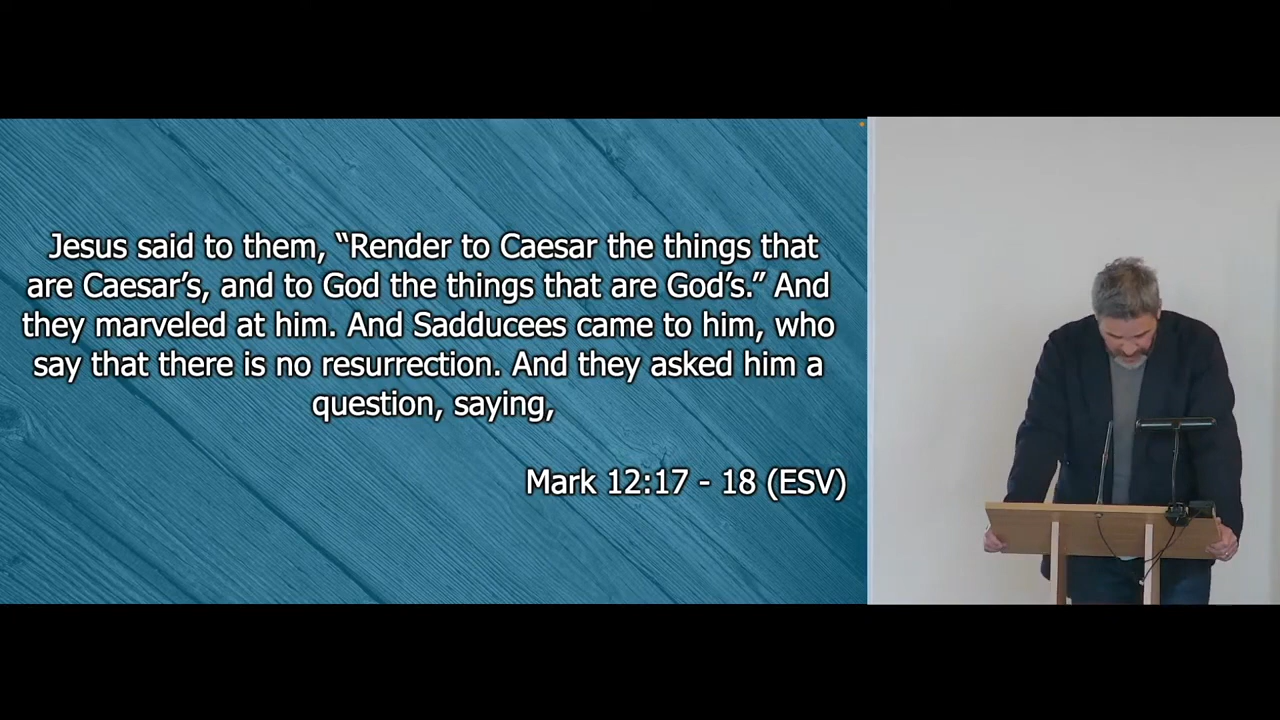 Jesus said to them, “Render to Caesar the things that
are Caesar’s, and to God the things that are God’s.” And
they marveled at him. And Sadducees came to him, who
say that there is no resurrection. And they asked him a
question, saying,
Mark 12:17 - 18 (ESV)